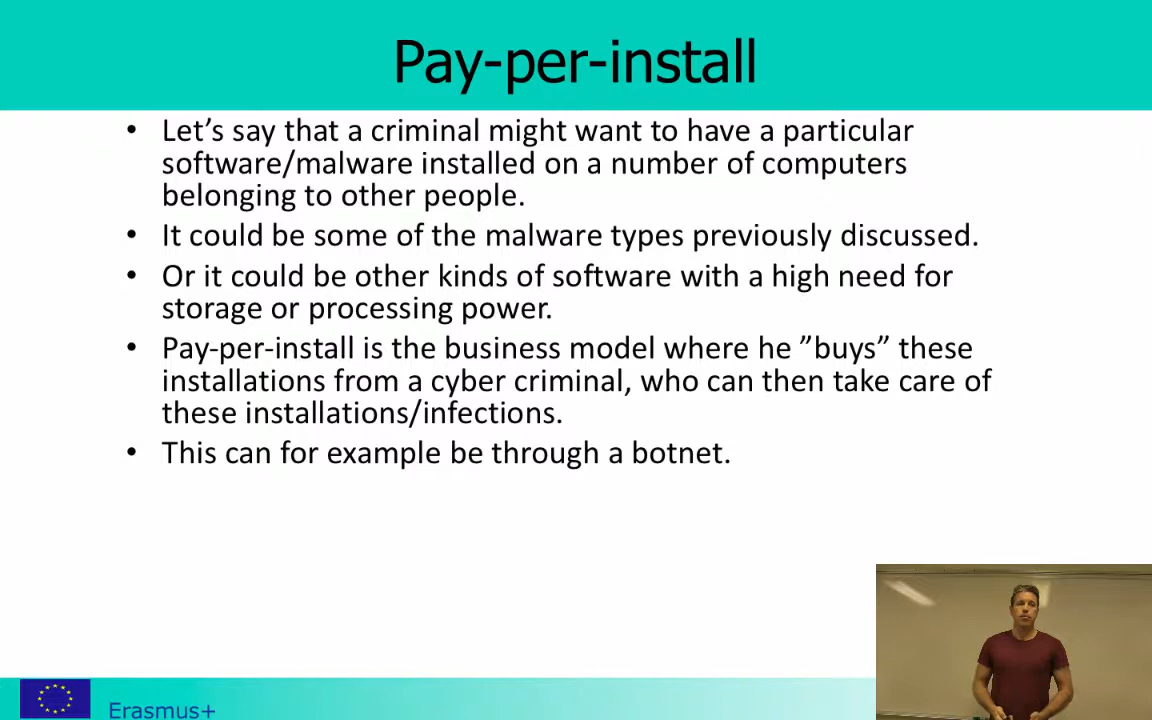 Pay-per-install
• Let’s say that a criminal might want to have a particular
software/malware installed on a number of computers
belonging to other people.
• It could be some of the malware types previously discussed.
• Or it could be other kinds of software with a high need for
storage or processing power.
• Pay-per-install is the business model where he ”buys” these
installations from a cyber criminal, who can then take care of
these installations/infections.
• This can for example be through a botnet.
Erasmus+